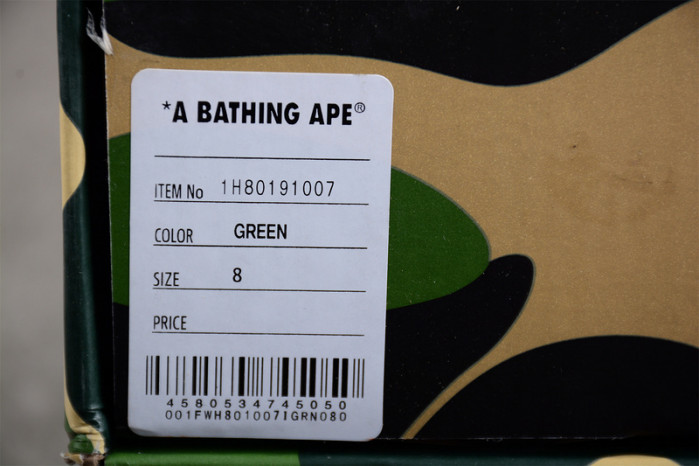 *A BATHING APE®
ITEM No 1H80191007
COLOR GREEN
SIZE 8
PRICE
4580534745050
001FWH801007IGRN080